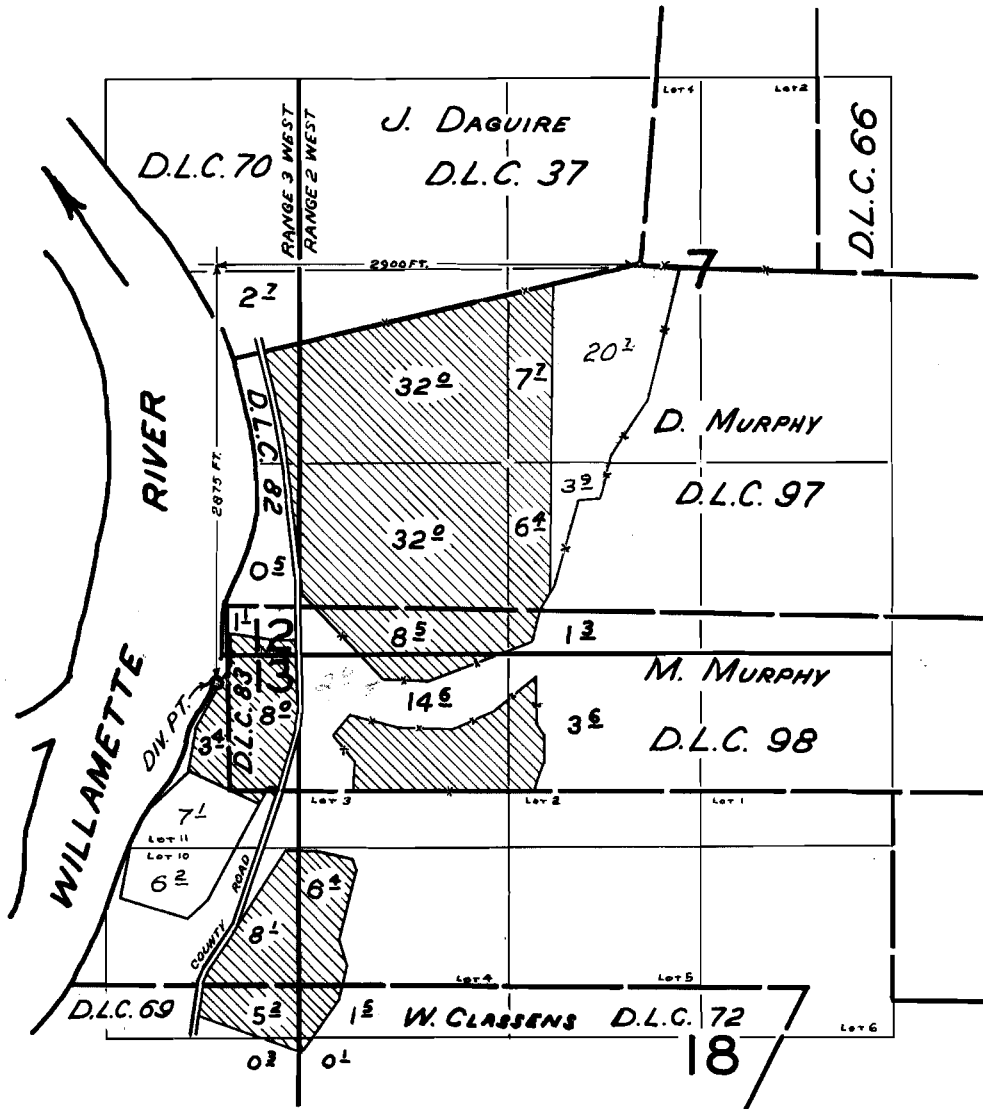 LOT 4
LOT 2
J. DAGUIRE
D.L.C. 70
RANGE 3 WEST
RANGE 2 WEST
D.L.C. 37
D.L.C. 66
2900 FT.
7
2 7
20 7
32 0
7 7
D.L.C. 82
D. MURPHY
RIVER
2875 FT.
3 9
D.L.C. 97
32 0
6 4
0 5
1 1
8 5
1 3
M. MURPHY
DIV. PT.
D.L.C. 83
14 6
3 6
D.L.C. 98
3 4
8 0
WILLAMETTE
LOT 3
LOT 2
LOT 1
7 1
LOT 11
LOT 10
6 2
COUNTY ROAD
6 4
8 1
LOT 4
LOT 5
D.L.C. 69
5 2
1 5
W. CLASSENS D.L.C. 72
LOT 6
0 3
0 1
18